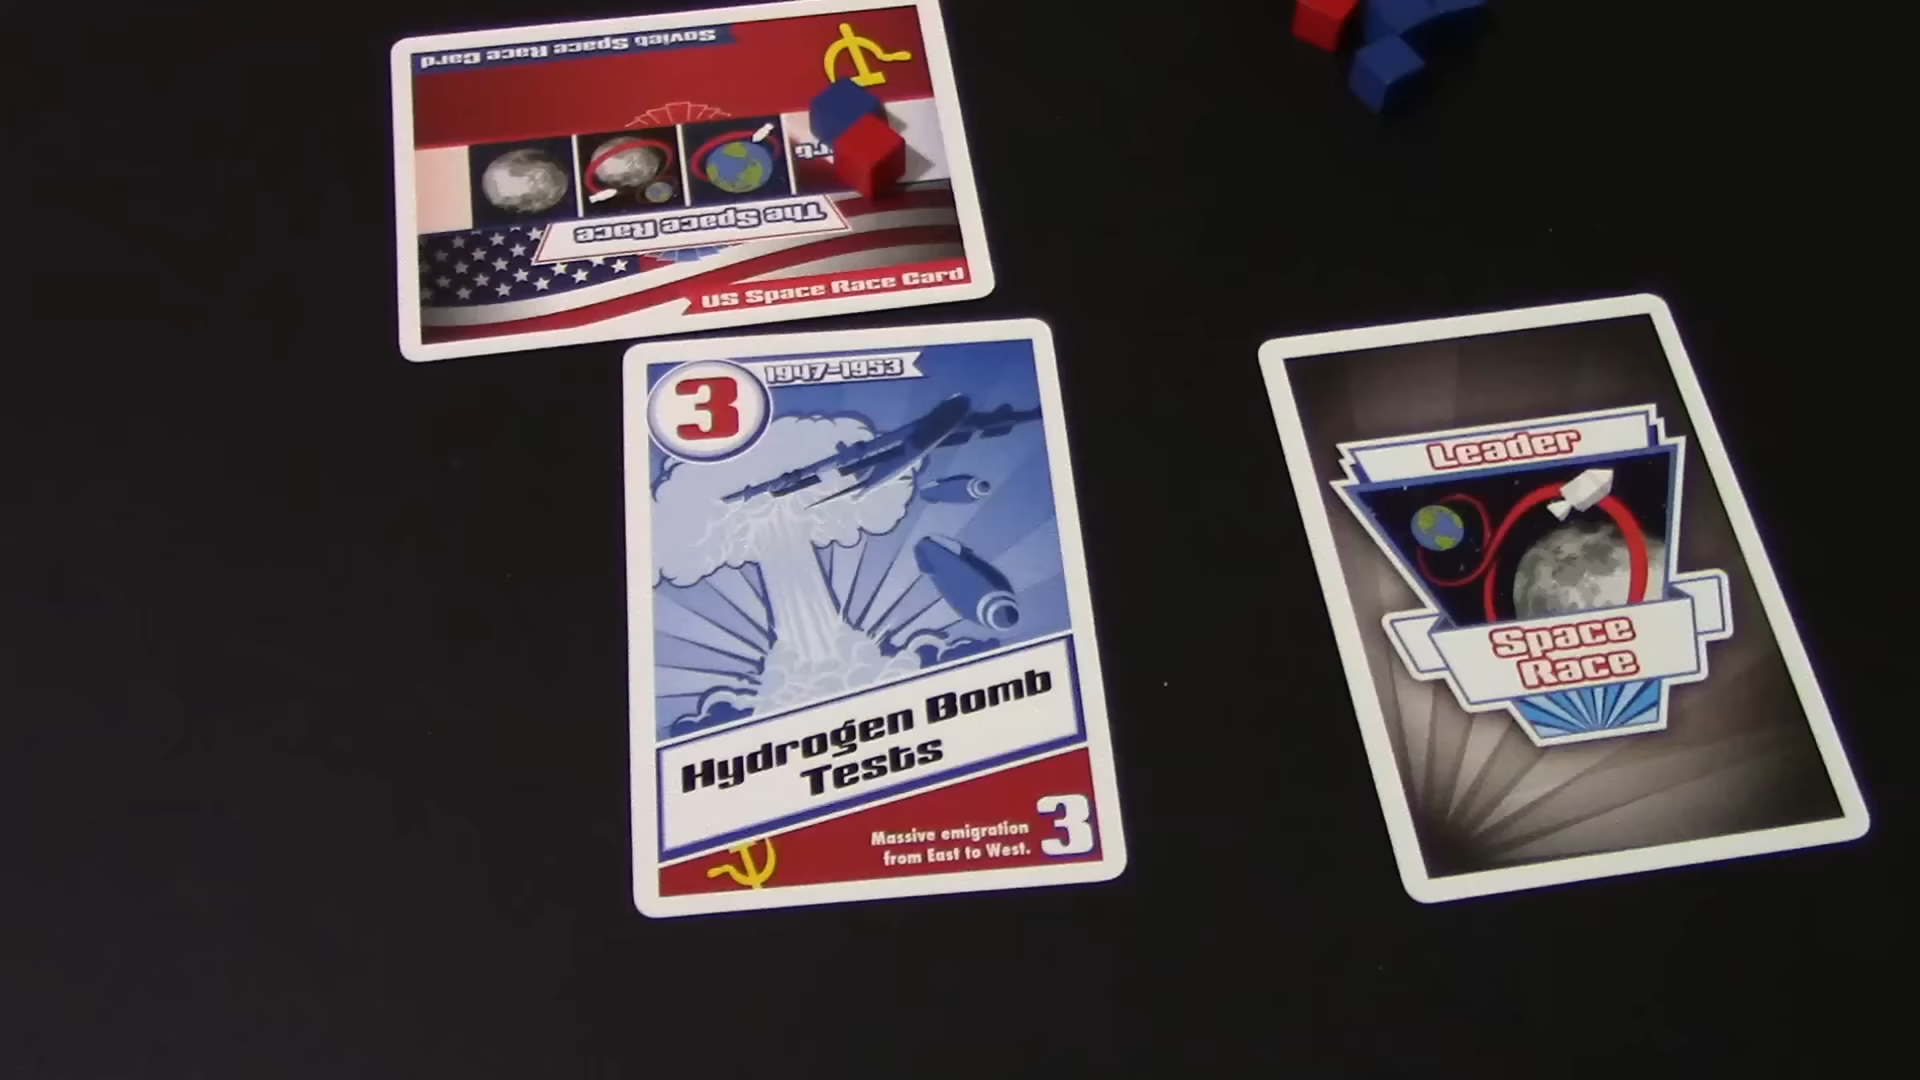 Soviet Space Race Card
The Space Race
US Space Race Card
3
1947-1953
Hydrogen Bomb
Tests
Massive emigration
from East to West.
3
Leader
Space
Race